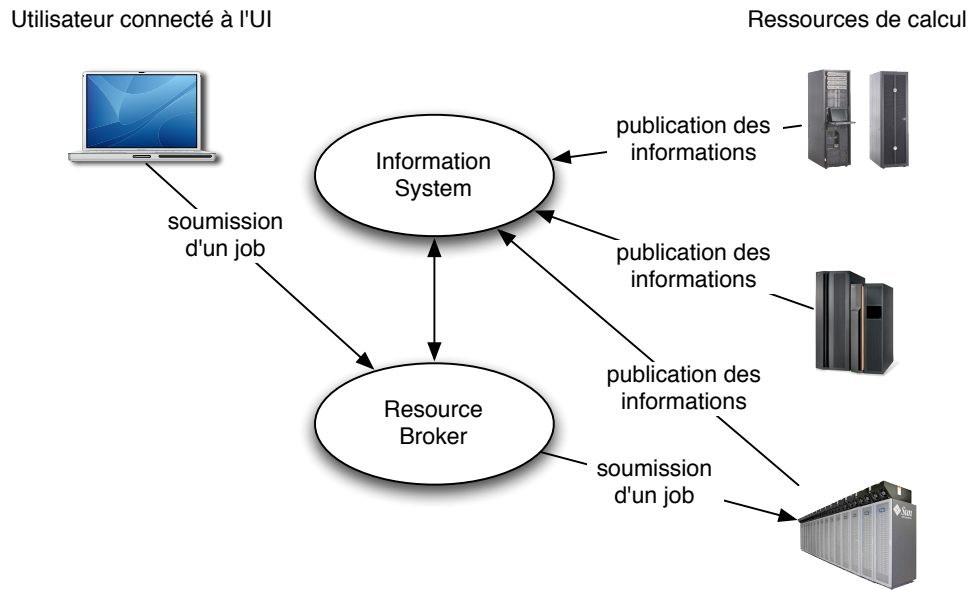 Utilisateur connecté à l'UI
Ressources de calcul
publication des
informations
Information
System
soumission
d'un job
publication des
informations
publication des
informations
Resource
Broker
soumission
d'un job
Sun